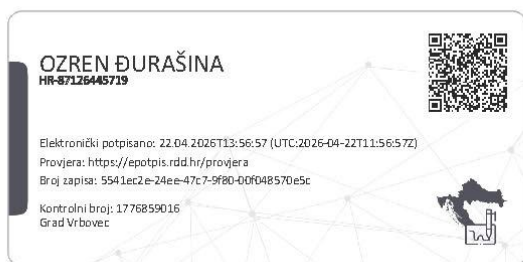 OZREN ĐURAŠINA
HR-87126445719
Elektronički potpisano: 22.04.2026T13:56:57 (UTC:2026-04-22T11:56:57Z)
Provjera: https://epotpis.rdd.hr/provjera
Broj zapisa: 5541ec2e-24ee-47c7-9f80-00f048570e5c
Kontrolni broj: 1776859016
Grad Vrbovec